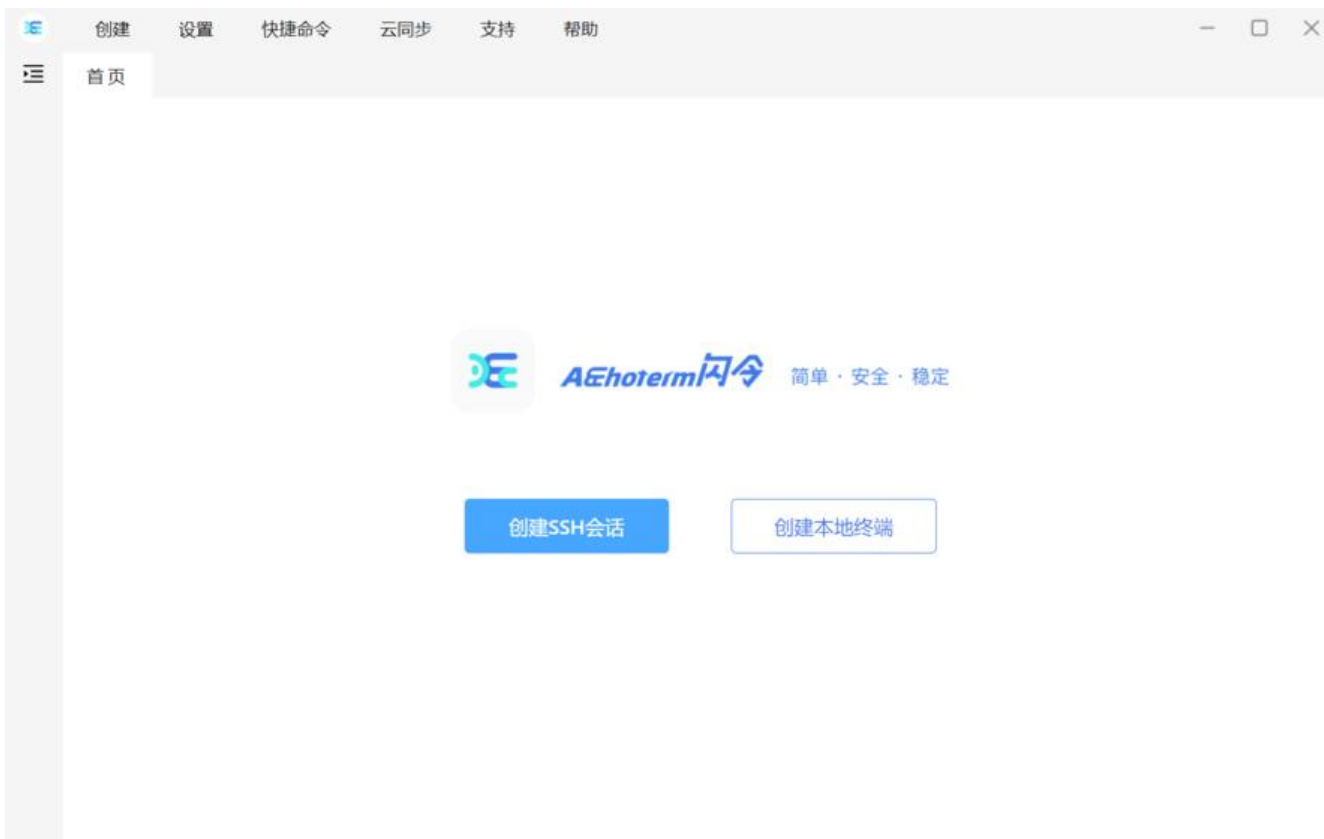 创建 设置 快捷命令 云同步 支持 帮助
首页
AEhoterm闪令 简单 · 安全 · 稳定
创建SSH会话 创建本地终端